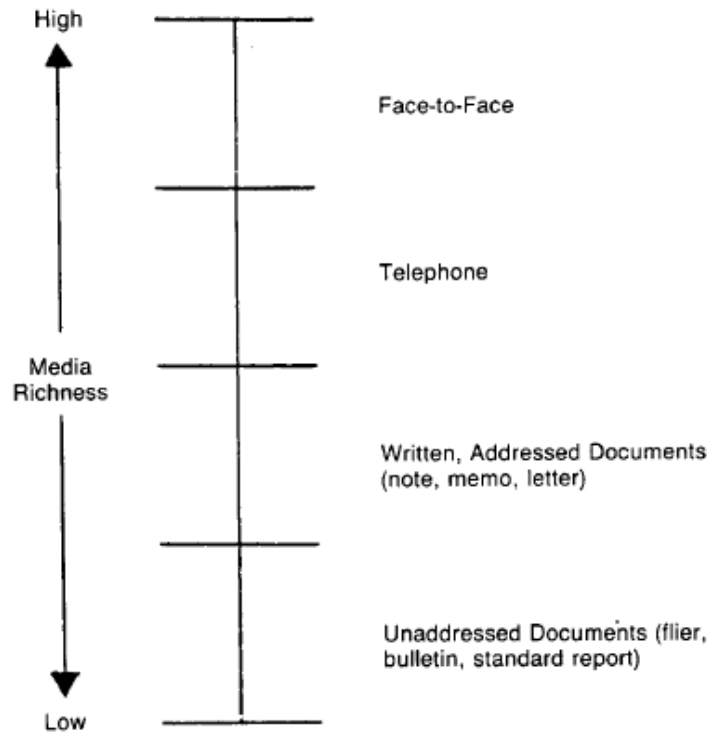 High
Face-to-Face
Telephone
Media
Richness
Written, Addressed Documents
(note, memo, letter)
Unaddressed Documents (flier,
bulletin, standard report)
Low